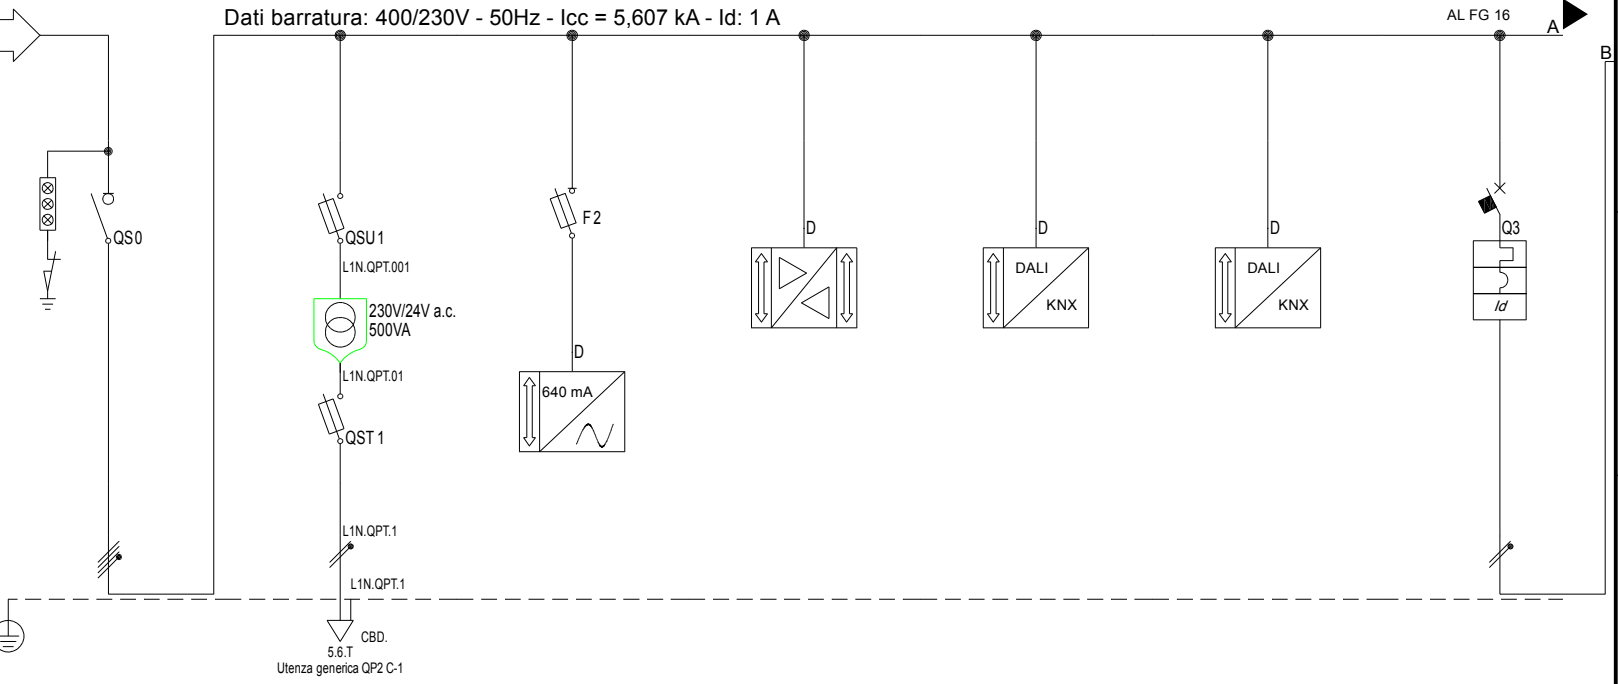 Dati barratura: 400/230V - 50Hz - Icc = 5,607 kA - Id: 1 A
AL FG 16
A
B
QS0
QSU1
L1N.QPT.001
230V/24V a.c.
500VA
L1N.QPT.01
QST1
L1N.QPT.1
L1N.QPT.1
CBD.
5.6.T
Utenza generica QP2 C-1
F2
D
640 mA
D
D
DALI
KNX
D
DALI
KNX
Q3
Id